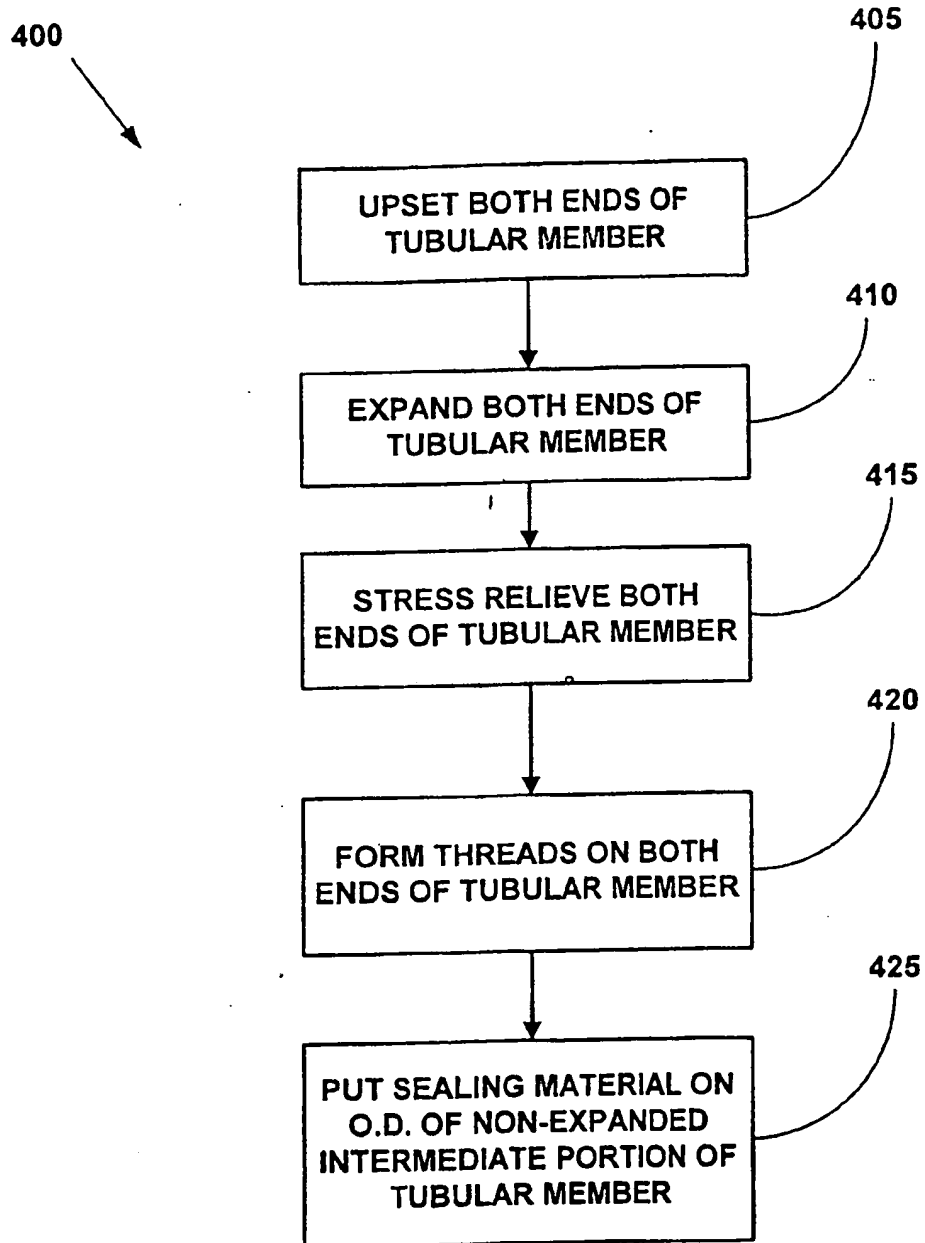 400
405
UPSET BOTH ENDS OF
TUBULAR MEMBER
410
EXPAND BOTH ENDS OF
TUBULAR MEMBER
415
STRESS RELIEVE BOTH
ENDS OF TUBULAR MEMBER
420
FORM THREADS ON BOTH
ENDS OF TUBULAR MEMBER
425
PUT SEALING MATERIAL ON
O.D. OF NON-EXPANDED
INTERMEDIATE PORTION OF
TUBULAR MEMBER